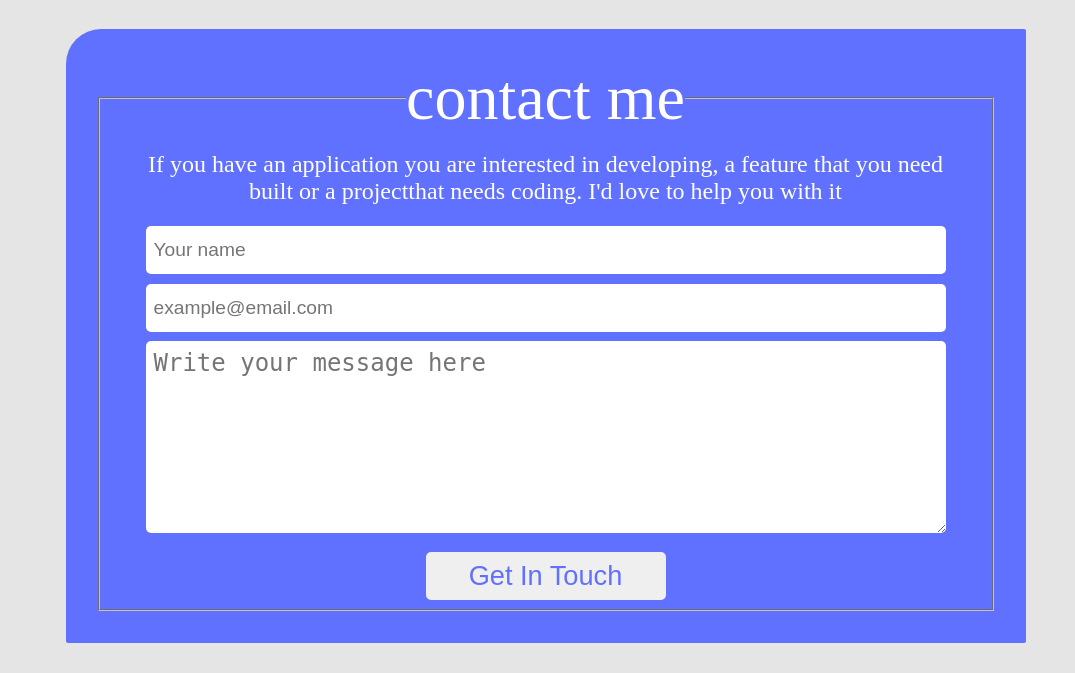 contact me
If you have an application you are interested in developing, a feature that you need
built or a projectthat needs coding. I'd love to help you with it
Your name
example@email.com
Write your message here
Get In Touch